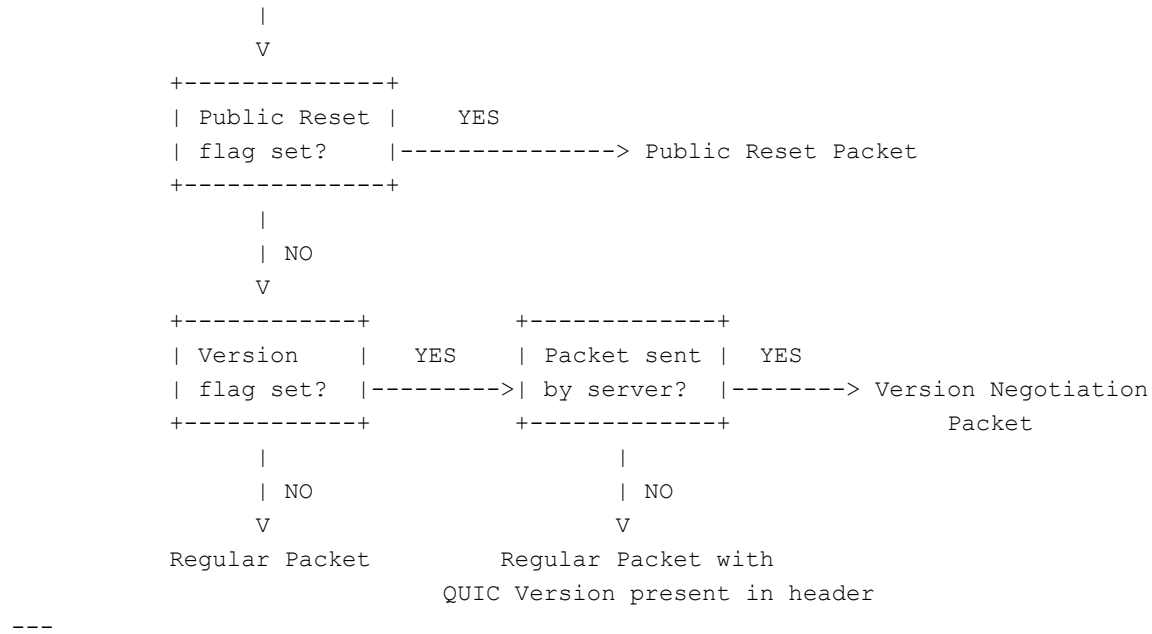 |
V
+--------------+
| Public Reset |    YES
| flag set?    |---------------> Public Reset Packet
+--------------+
|
| NO
V
+------------+          +-------------+
| Version    |   YES    | Packet sent |  YES
| flag set?  |--------->| by server?  |--------> Version Negotiation
+------------+          +-------------+               Packet
|                       |
| NO                    | NO
V                       V
Regular Packet         Regular Packet with
QUIC Version present in header
---